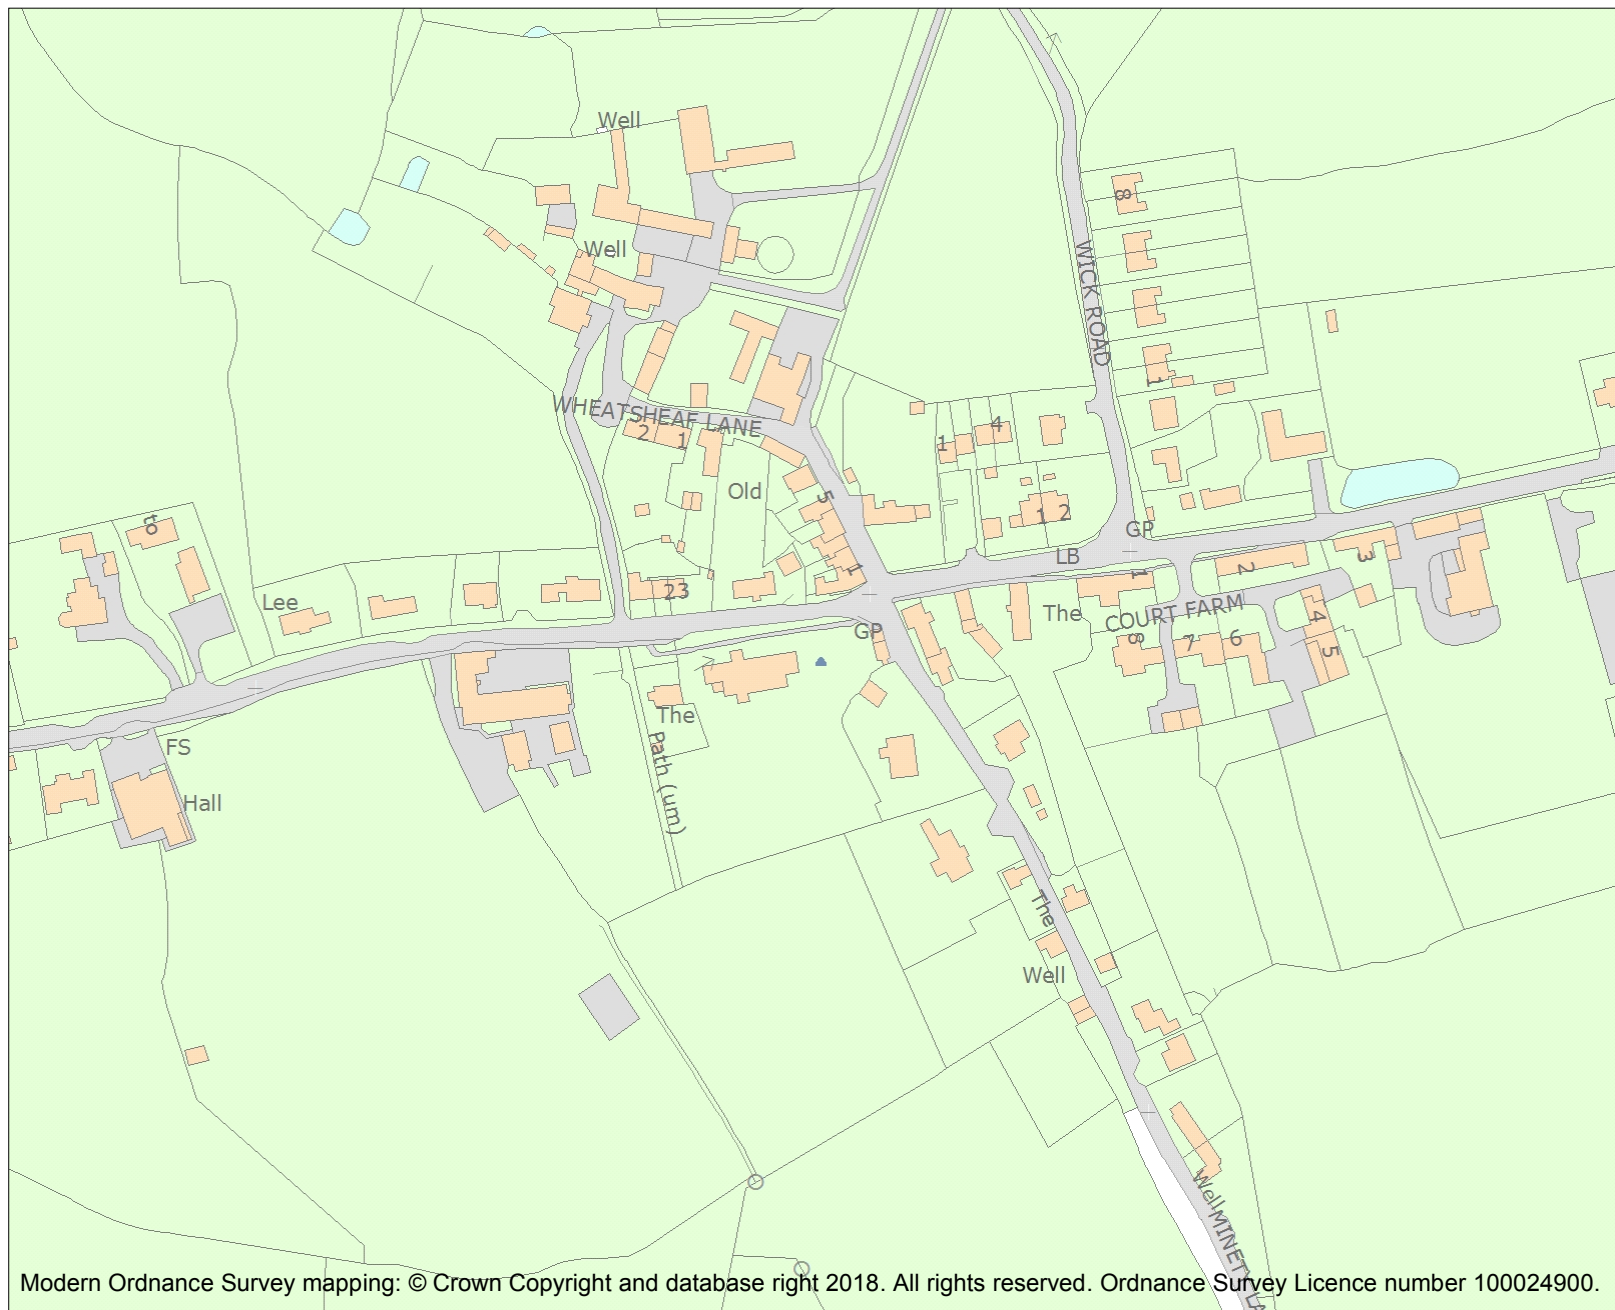 Well
8
Well
WICK ROAD
1
WHEATSHEAF LANE
2
1
1
4
Old
5
to
1
2
GP
LB
1
2
3
Lee
23
1
The
COURT FARM
4
GP
8
7
6
5
The
FS
Path (um)
Hall
The
Well
Well
MINETY LA
Modern Ordnance Survey mapping: © Crown Copyright and database right 2018. All rights reserved. Ordnance Survey Licence number 100024900.